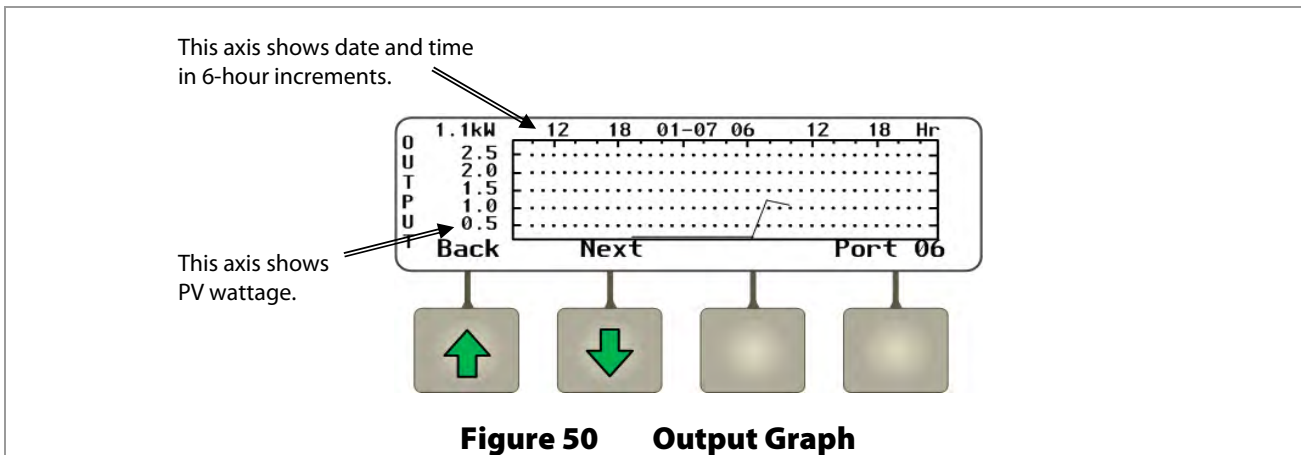 This axis shows date and time
in 6-hour increments.
1.1kW 12 18 01-07 06 12 18 Hr
OUTPUT
2.5
2.0
1.5
1.0
0.5
Back Next Port 06
This axis shows
PV wattage.
Figure 50 Output Graph